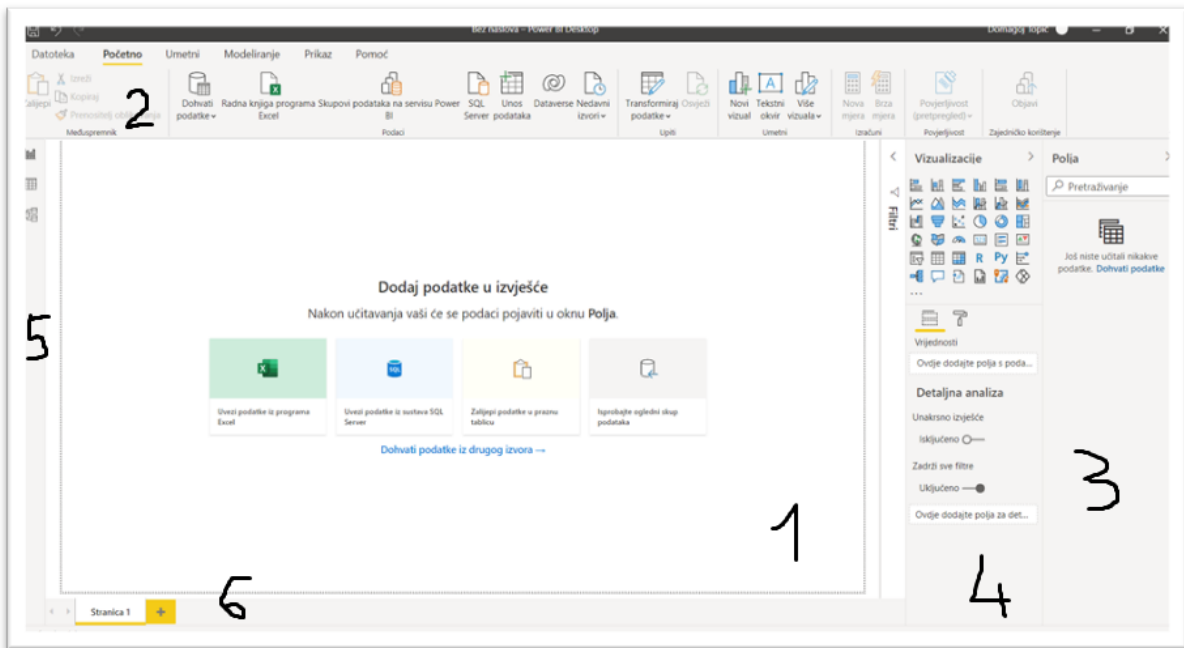 Bez naslova – Power BI Desktop
Domagoj Topić
Datoteka Početno Umetni Modeliranje Prikaz Pomoć
Zalijepi
Izreži
Kopiraj
Prenositelj oblikovanja
2
Međuspremnik
Dohvati podatke
Radna knjiga programa Excel
Skupovi podataka na servisu Power BI
SQL Server
Unos podataka
Dataverse
Nedavni izvori
Podaci
Transformiraj podatke
Osvježi
Upiti
Novi vizual
Tekstni okvir
Više vizuala
Umetni
Nova mjera
Brza mjera
Izračuni
Povjerljivost (pretpregled)
Povjerljivost
Objavi
Zajedničko korištenje
Dodaj podatke u izvješće
Nakon učitavanja vaši će se podaci pojaviti u oknu Polja.
SQL
Uvezi podatke iz programa
Excel
Uvezi podatke iz sustava SQL
Server
Zalijepi podatke u praznu
tablicu
Isprobajte ogledni skup
podataka
Dohvati podatke iz drugog izvora →
1
5
Stranica 1 +
6
Filtri
Vizualizacije
R Py
...
Vrijednosti
Ovdje dodajte polja s poda...
Detaljna analiza
Unakrsno izvješće
Isključeno
Zadrži sve filtre
Uključeno
Ovdje dodajte polja za det...
4
Polja
Pretraživanje
Još niste učitali nikakve
podatke. Dohvati podatke
3